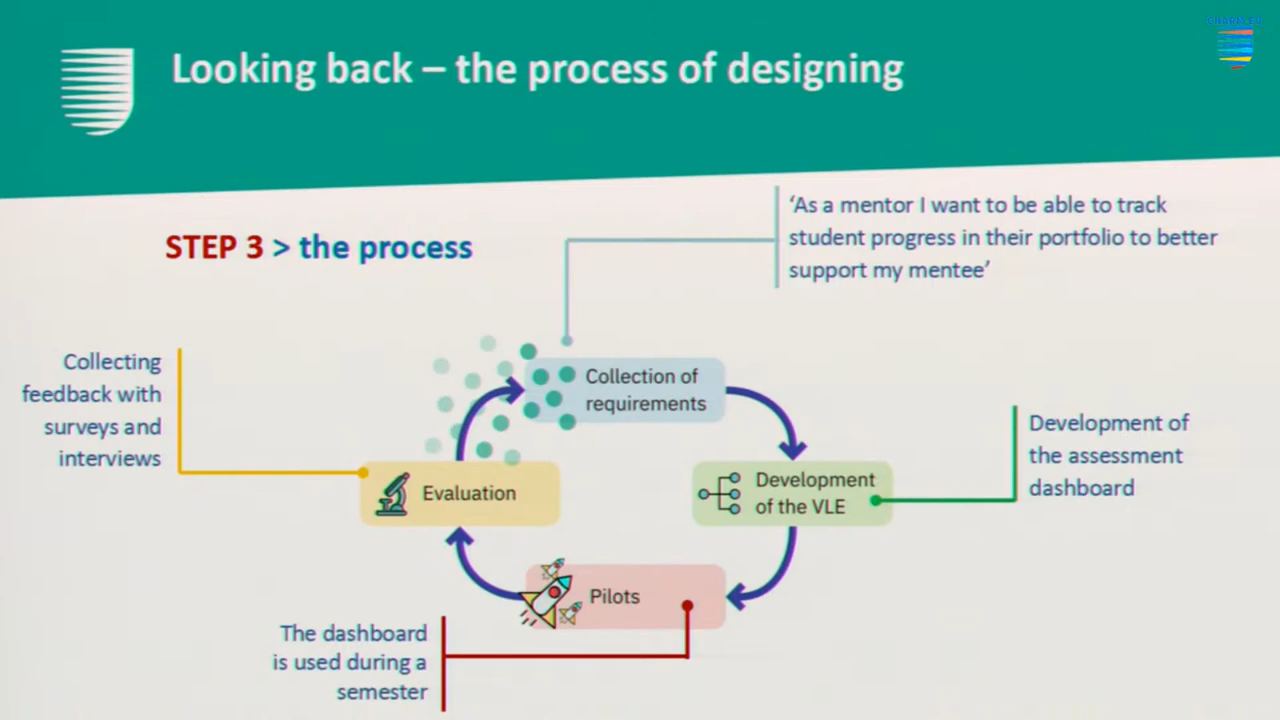 CHARM-EU
Looking back – the process of designing
STEP 3 > the process
‘As a mentor I want to be able to track
student progress in their portfolio to better
support my mentee’
Collecting
feedback with
surveys and
interviews
Collection of
requirements
Development of
the assessment
dashboard
Evaluation
Development
of the VLE
Pilots
The dashboard
is used during a
semester